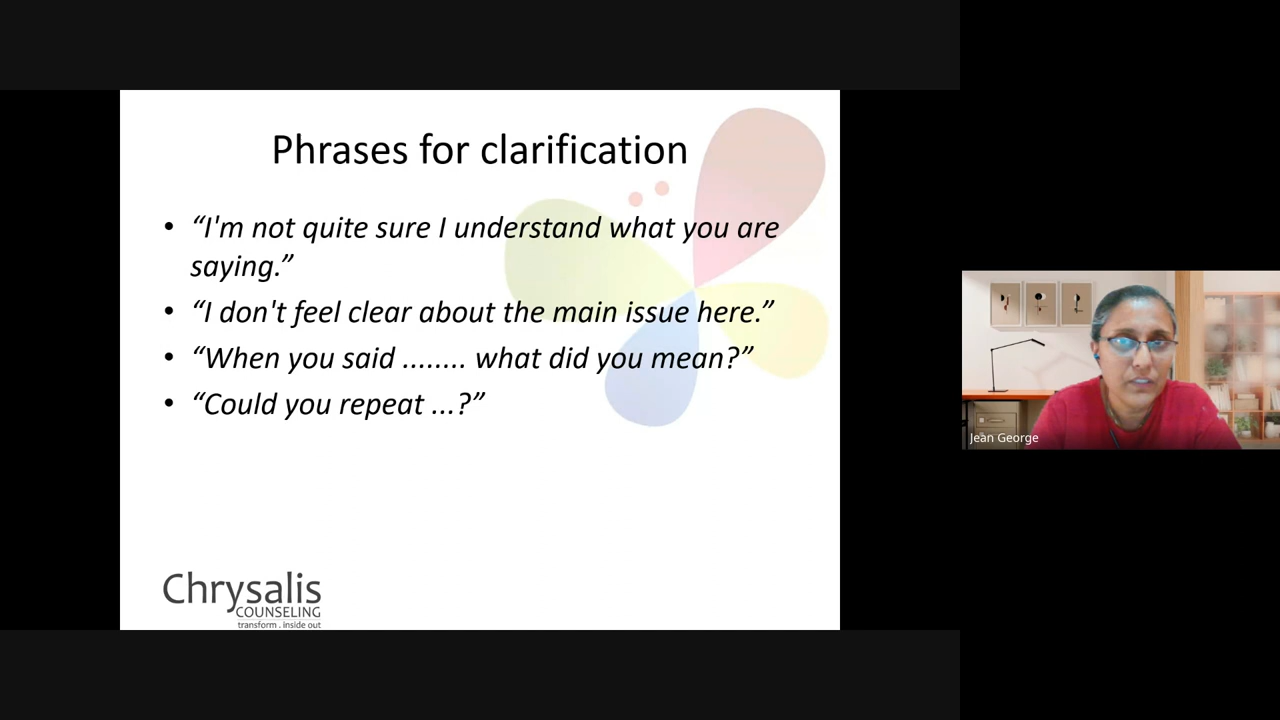 Phrases for clarification
• “I'm not quite sure I understand what you are
saying.”
• “I don't feel clear about the main issue here.”
• “When you said ........ what did you mean?”
• “Could you repeat ...?”
Chrysalis
COUNSELING
transform . inside out
Jean George